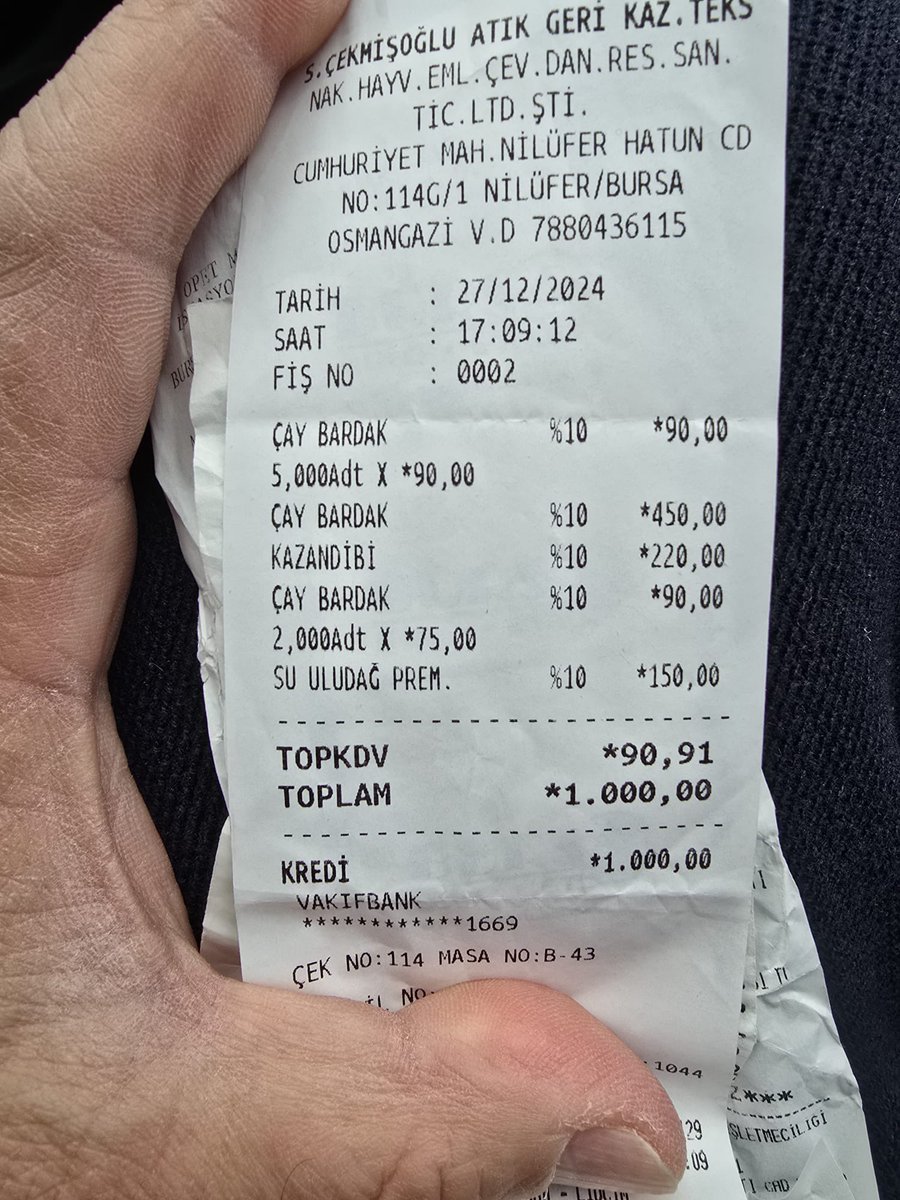 S.ÇEKMİŞOĞLU ATIK GERİ KAZ.TEKS
NAK.HAYV.EML.ÇEV.DAN.RES.SAN.
TİC.LTD.ŞTİ.
CUMHURİYET MAH.NİLÜFER HATUN CD
NO:114G/1 NİLÜFER/BURSA
OSMANGAZİ V.D 7880436115
OPET
TARİH : 27/12/2024
SAAT : 17:09:12
FİŞ NO : 0002
ÇAY BARDAK %10 *90,00
5,000Adt X *90,00
ÇAY BARDAK %10 *450,00
KAZANDİBİ %10 *220,00
ÇAY BARDAK %10 *90,00
2,000Adt X *75,00
SU ULUDAĞ PREM. %10 *150,00
TOPKDV *90,91
TOPLAM *1.000,00
KREDİ *1.000,00
VAKIFBANK
************1669
ÇEK NO:114 MASA NO:B-43
NO:
1044
29
:09